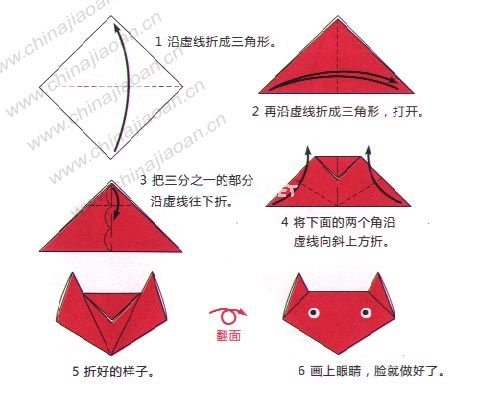 www.chinajiaoan.cn
www.chinajiaoan.cn
www.chinajiaoan.cn
1 沿虚线折成三角形。
2 再沿虚线折成三角形，打开。
3 把三分之一的部分
沿虚线往下折。
4 将下面的两个角沿
虚线向斜上方折。
翻面
5 折好的样子。
6 画上眼睛，脸就做好了。